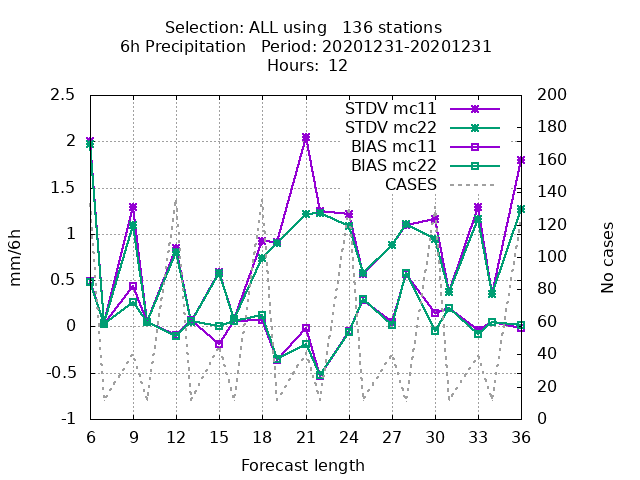 Selection: ALL using 136 stations
6h Precipitation Period: 20201231-20201231
Hours: 12
STDV mc11
STDV mc22
BIAS mc11
BIAS mc22
CASES
2.5
2
1.5
1
0.5
0
-0.5
-1
mm/6h
200
180
160
140
120
100
80
60
40
20
0
No cases
6 9 12 15 18 21 24 27 30 33 36
Forecast length